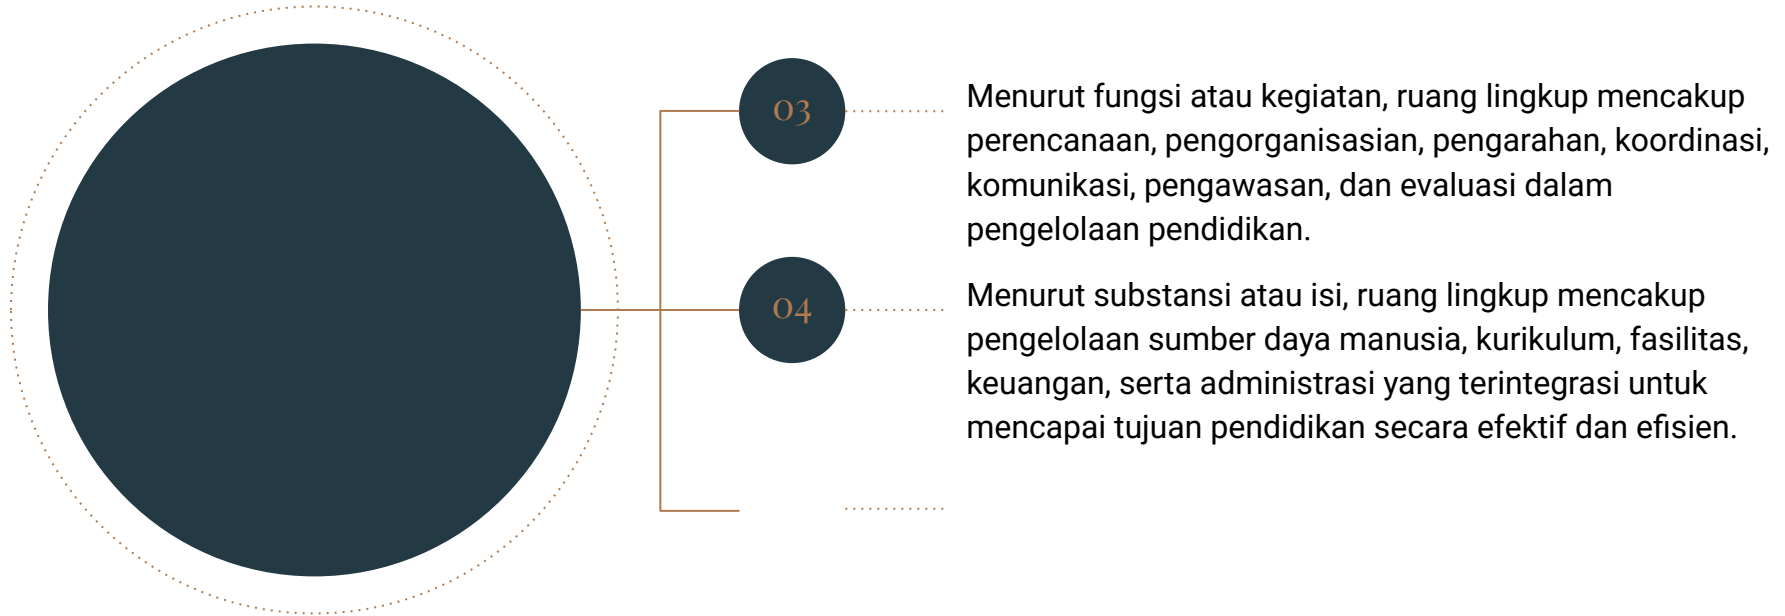 03
Menurut fungsi atau kegiatan, ruang lingkup mencakup
perencanaan, pengorganisasian, pengarahan, koordinasi,
komunikasi, pengawasan, dan evaluasi dalam
pengelolaan pendidikan.
04
Menurut substansi atau isi, ruang lingkup mencakup
pengelolaan sumber daya manusia, kurikulum, fasilitas,
keuangan, serta administrasi yang terintegrasi untuk
mencapai tujuan pendidikan secara efektif dan efisien.